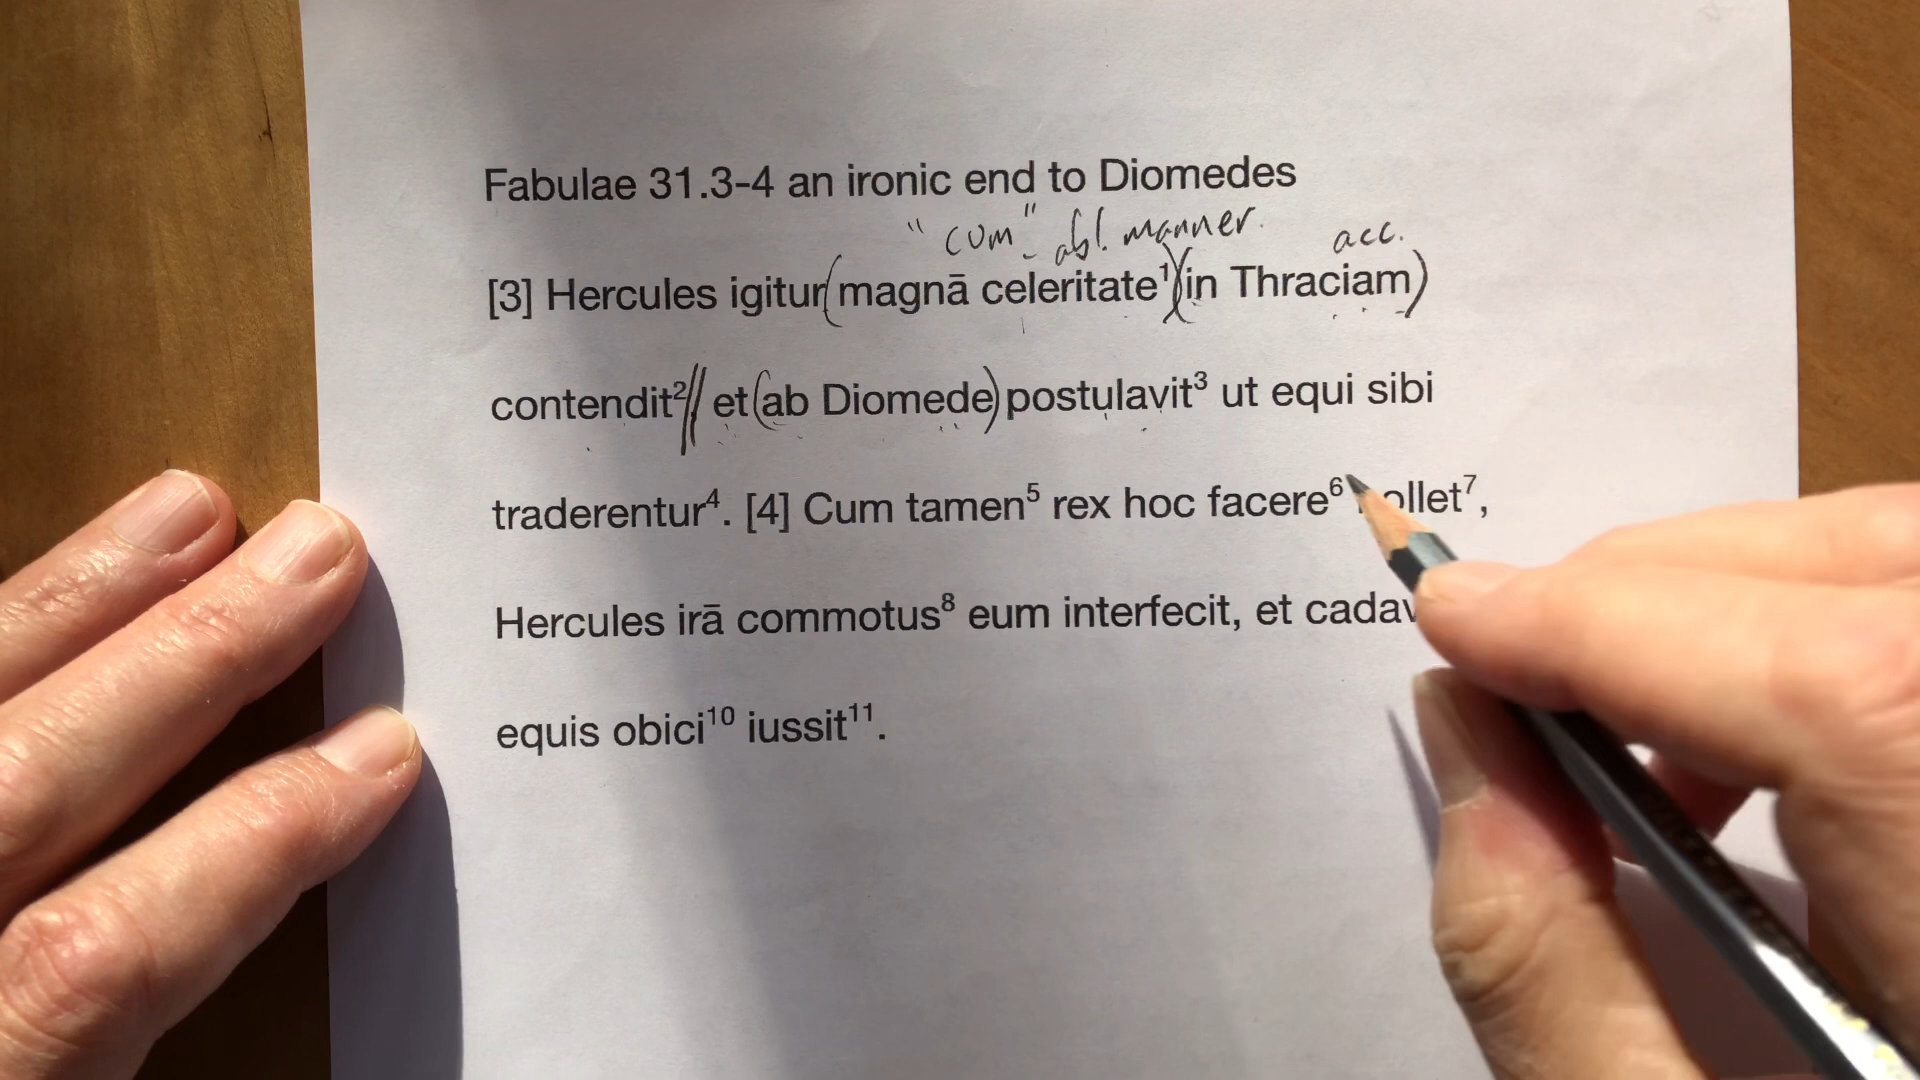 Fabulae 31.3-4 an ironic end to Diomedes
"cum" abl. manner. acc.
[3] Hercules igitur (magnā celeritate¹) (in Thraciam)
contendit² // et (ab Diomede) postulavit³ ut equi sibi
traderentur⁴. [4] Cum tamen⁵ rex hoc facere⁶ ollet⁷,
Hercules irā commotus⁸ eum interfecit, et cadav
equis obici¹⁰ iussit¹¹.